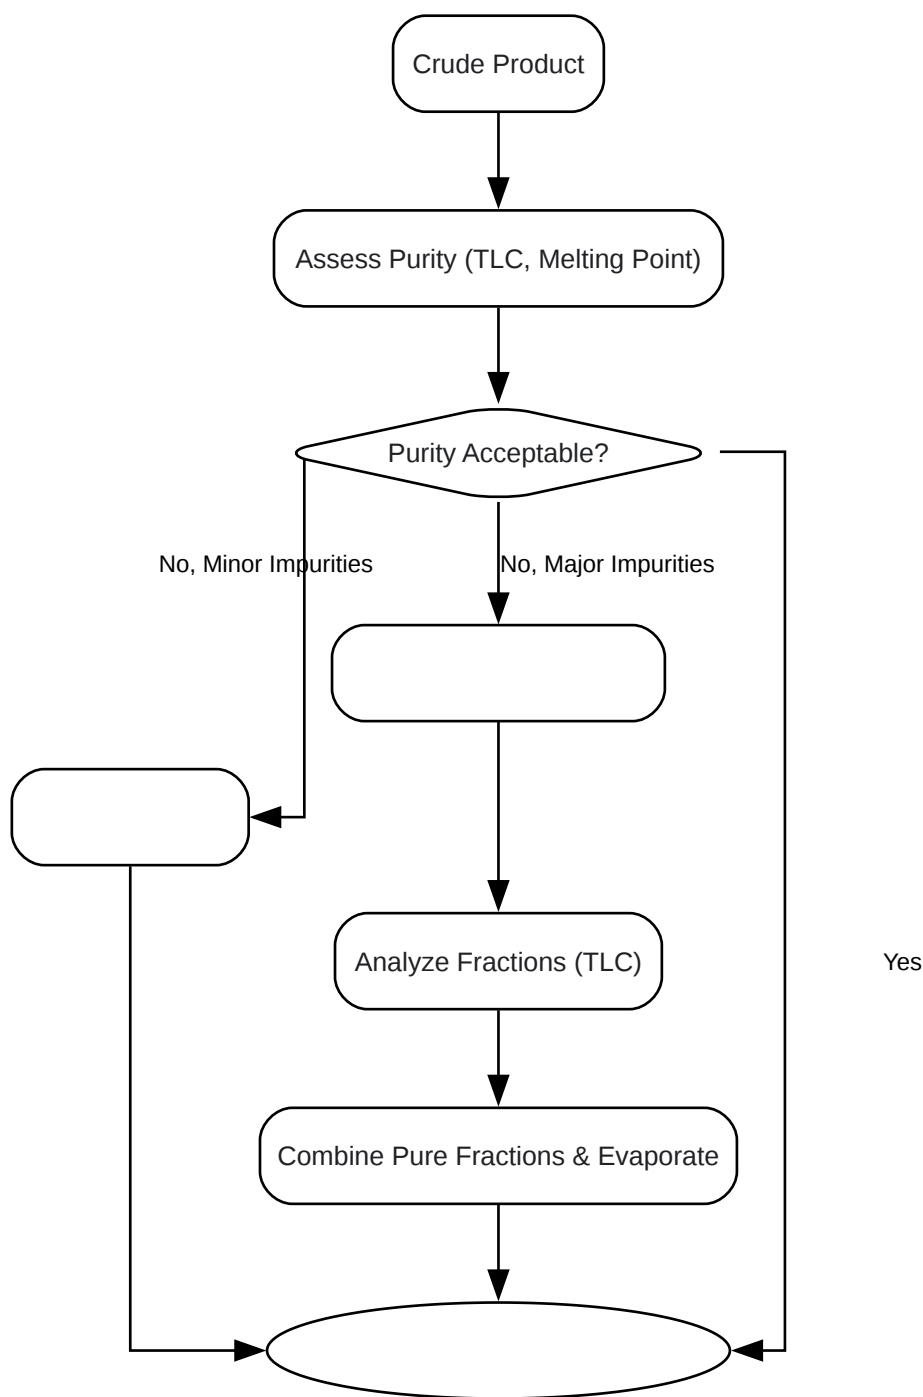 Crude Product
Assess Purity (TLC, Melting Point)
Purity Acceptable?
No, Minor Impurities
No, Major Impurities
Analyze Fractions (TLC)
Yes
Combine Pure Fractions & Evaporate